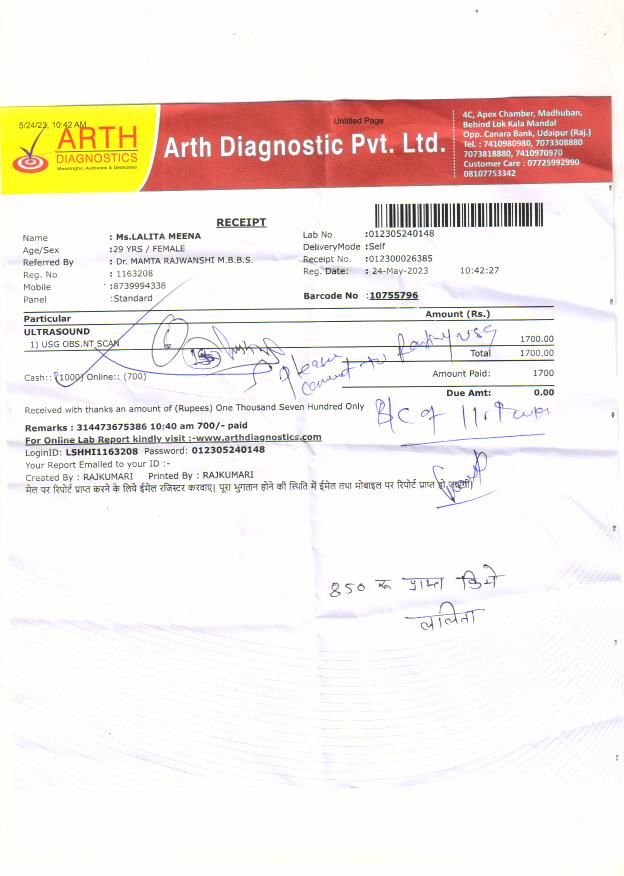 5/24/23, 10:42 AM
Untitled Page
ARTH
DIAGNOSTICS
Meaningful, Authentic & Dedicated
Arth Diagnostic Pvt. Ltd.
4C, Apex Chamber, Madhuban,
Behind Lok Kala Mandal
Opp. Canara Bank, Udaipur (Raj.)
Tel. : 7410980980, 7073308880
7073818880, 7410970970
Customer Care : 07725992990
08107753342
RECEIPT
Name : Ms.LALITA MEENA
Age/Sex :29 YRS / FEMALE
Referred By : Dr. MAMTA RAJWANSHI M.B.B.S.
Reg. No : 1163208
Mobile :8739994338
Panel :Standard
Lab No :012305240148
DeliveryMode :Self
Receipt No. :012300026385
Reg. Date: : 24-May-2023 10:42:27
Barcode No :10755796
Particular Amount (Rs.)
ULTRASOUND
1) USG OBS.NT SCAN 1700.00
Total 1700.00
please
convert to USG
Cash:: (1000) Online:: (700) Amount Paid: 1700
Due Amt: 0.00
Received with thanks an amount of (Rupees) One Thousand Seven Hundred Only
B/C of
Remarks : 314473675386 10:40 am 700/- paid
For Online Lab Report kindly visit :-www.arthdiagnostics.com
LoginID: LSHH1163208 Password: 012305240148
Your Report Emailed to your ID :-
Created By : RAJKUMARI Printed By : RAJKUMARI
मेल पर रिपोर्ट प्राप्त करने के लिये ईमेल रजिस्टर करवाए। पूरा भुगतान होने की स्थिति में ईमेल तथा मोबाइल पर रिपोर्ट प्राप्त हो
850 रू प्राप्त किये
ललिता